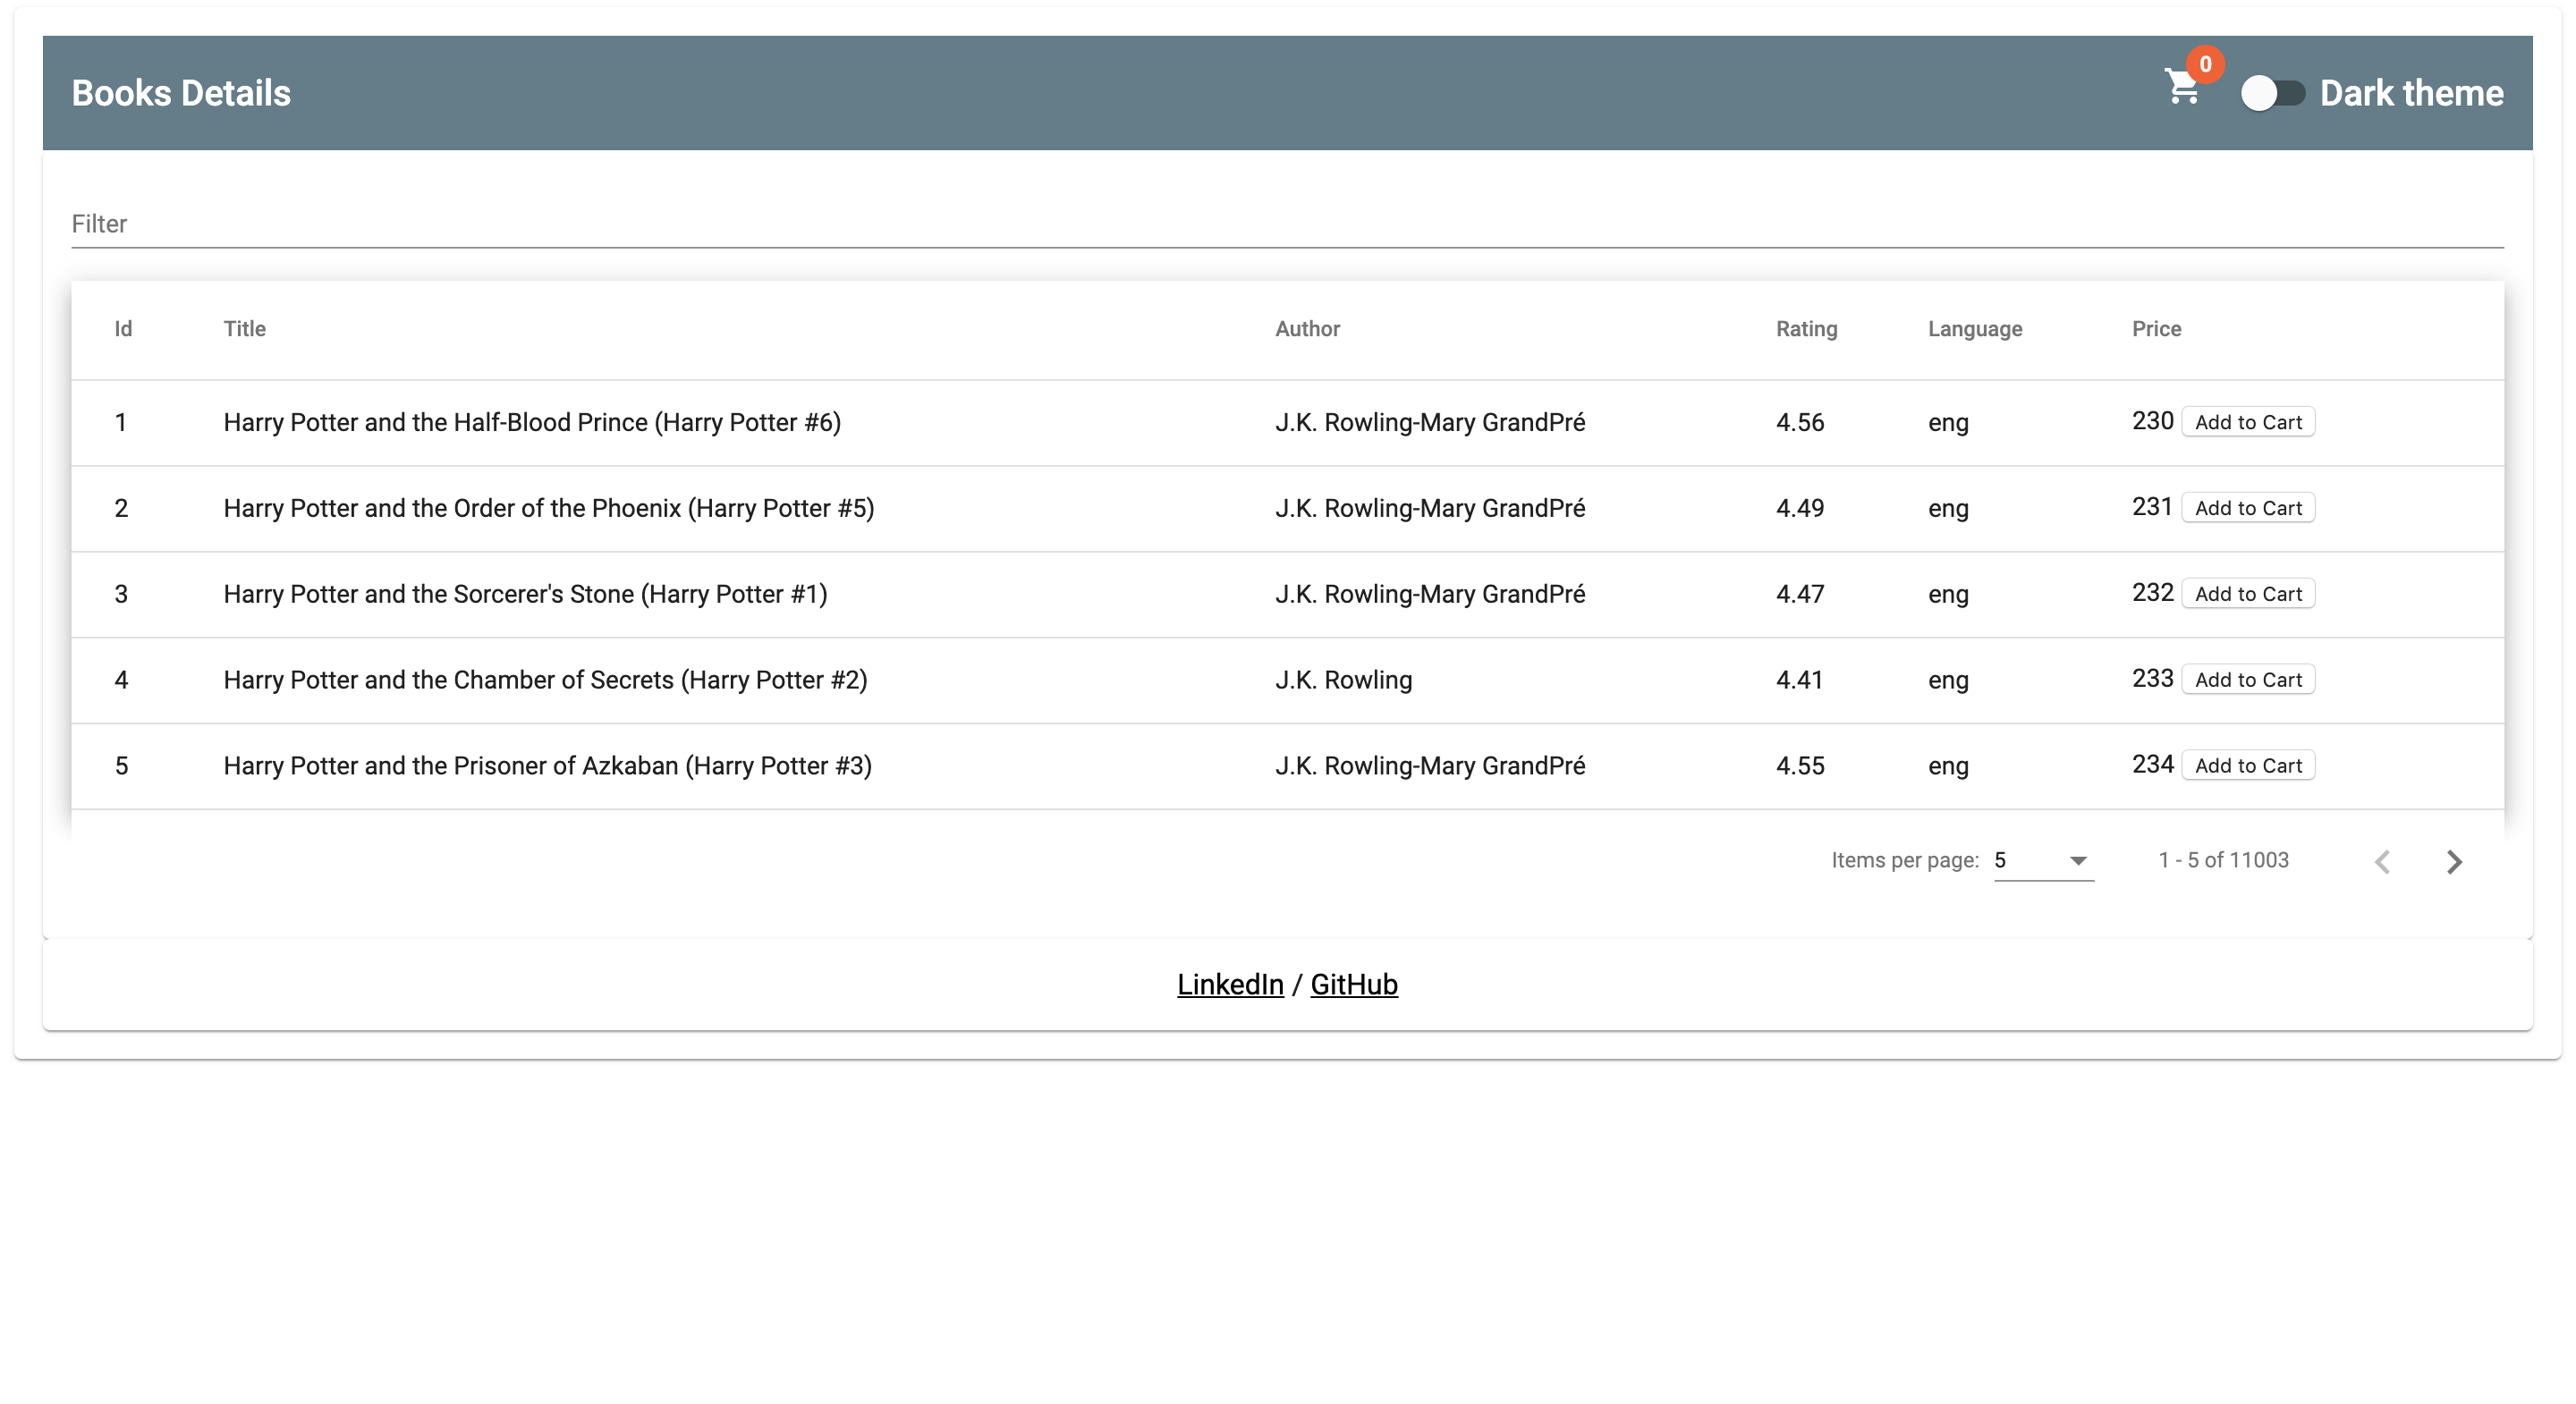 Books Details 0 Dark theme
Filter
Id Title Author Rating Language Price
1 Harry Potter and the Half-Blood Prince (Harry Potter #6) J.K. Rowling-Mary GrandPré 4.56 eng 230 Add to Cart
2 Harry Potter and the Order of the Phoenix (Harry Potter #5) J.K. Rowling-Mary GrandPré 4.49 eng 231 Add to Cart
3 Harry Potter and the Sorcerer's Stone (Harry Potter #1) J.K. Rowling-Mary GrandPré 4.47 eng 232 Add to Cart
4 Harry Potter and the Chamber of Secrets (Harry Potter #2) J.K. Rowling 4.41 eng 233 Add to Cart
5 Harry Potter and the Prisoner of Azkaban (Harry Potter #3) J.K. Rowling-Mary GrandPré 4.55 eng 234 Add to Cart
Items per page: 5 1 - 5 of 11003
LinkedIn / GitHub